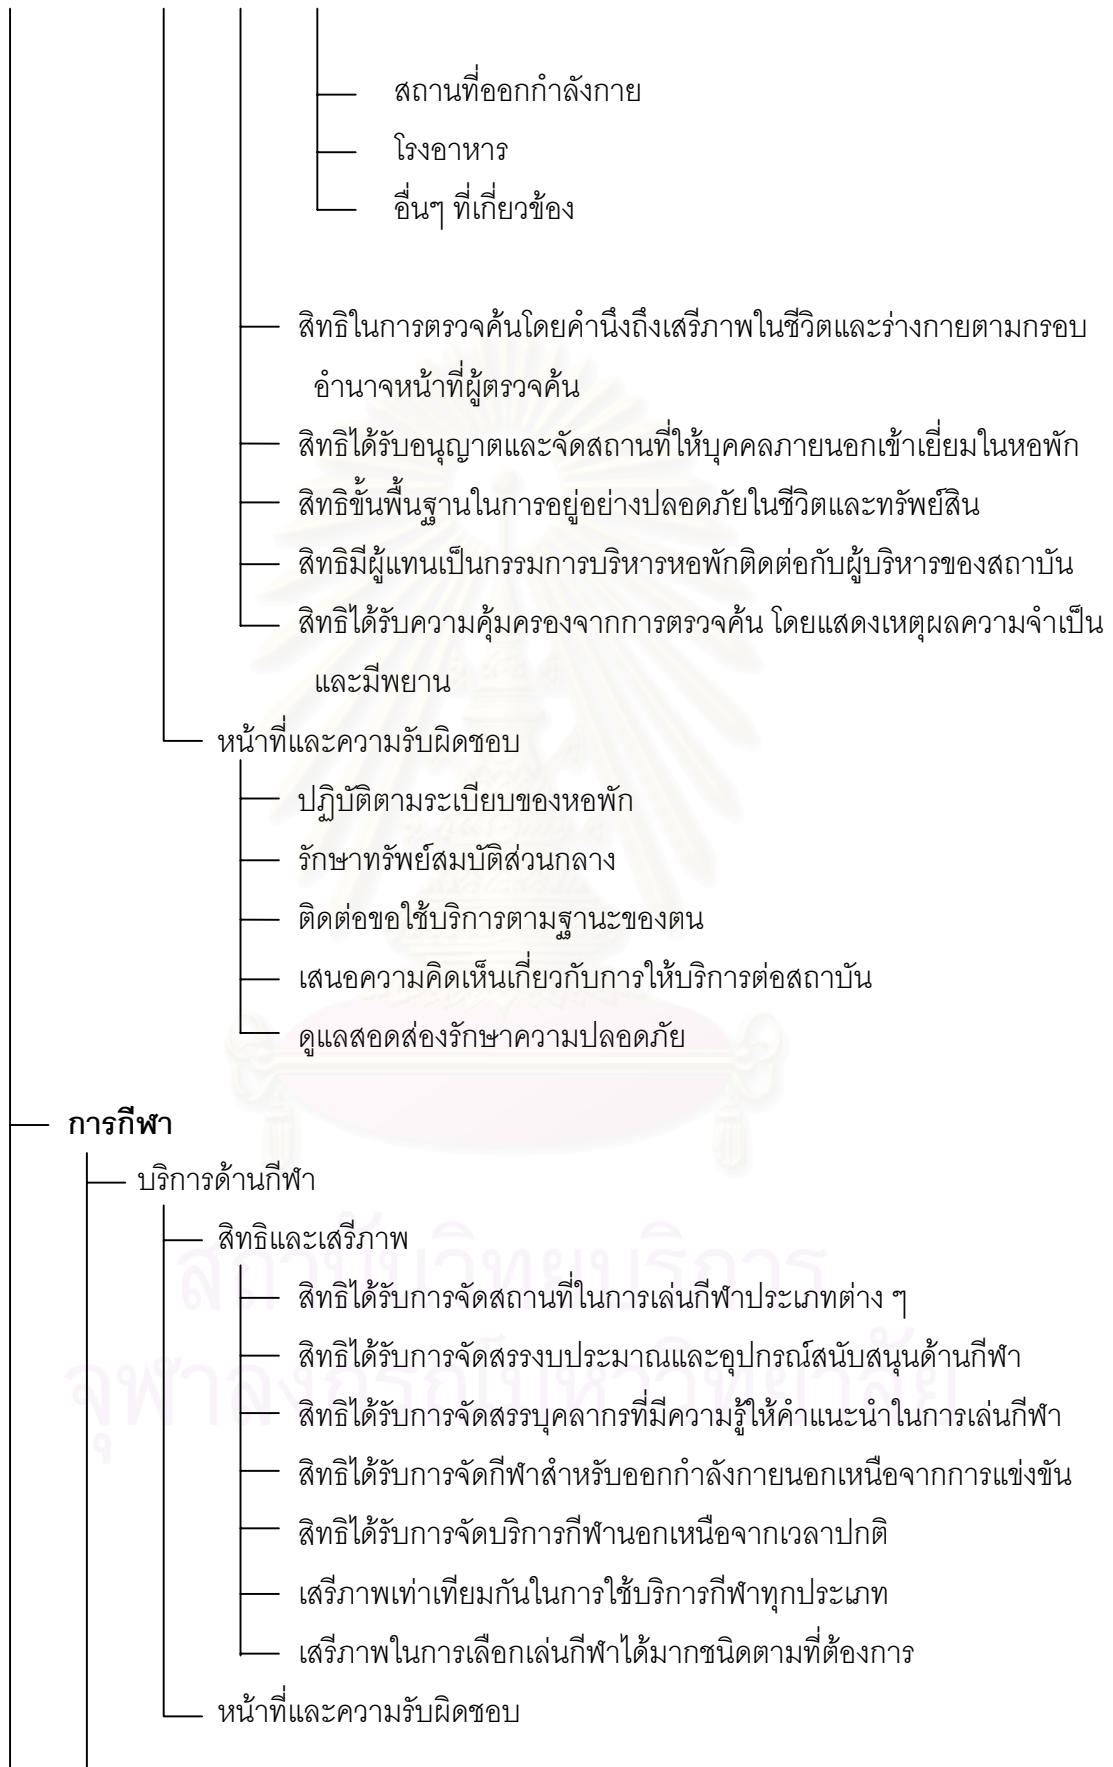 สถานที่ออกกำลังกาย
โรงอาหาร
อื่นๆ ที่เกี่ยวข้อง
สิทธิในการตรวจค้นโดยคำนึงถึงเสรีภาพในชีวิตและร่างกายตามกรอบ
อำนาจหน้าที่ผู้ตรวจค้น
สิทธิได้รับอนุญาตและจัดสถานที่ให้บุคคลภายนอกเข้าเยี่ยมในหอพัก
สิทธิขั้นพื้นฐานในการอยู่อย่างปลอดภัยในชีวิตและทรัพย์สิน
สิทธิมีผู้แทนเป็นกรรมการบริหารหอพักติดต่อกับผู้บริหารของสถาบัน
สิทธิได้รับความคุ้มครองจากการตรวจค้น โดยแสดงเหตุผลความจำเป็น
และมีพยาน
หน้าที่และความรับผิดชอบ
ปฏิบัติตามระเบียบของหอพัก
รักษาทรัพย์สมบัติส่วนกลาง
ติดต่อขอใช้บริการตามฐานะของตน
เสนอความคิดเห็นเกี่ยวกับการให้บริการต่อสถาบัน
ดูแลสอดส่องรักษาความปลอดภัย
การกีฬา
บริการด้านกีฬา
สิทธิและเสรีภาพ
สิทธิได้รับการจัดสถานที่ในการเล่นกีฬาประเภทต่าง ๆ
สิทธิได้รับการจัดสรรงบประมาณและอุปกรณ์สนับสนุนด้านกีฬา
สิทธิได้รับการจัดสรรบุคลากรที่มีความรู้ให้คำแนะนำในการเล่นกีฬา
สิทธิได้รับการจัดกีฬาสำหรับออกกำลังกายนอกเหนือจากการแข่งขัน
สิทธิได้รับการจัดบริการกีฬานอกเหนือจากเวลาปกติ
เสรีภาพเท่าเทียมกันในการใช้บริการกีฬาทุกประเภท
เสรีภาพในการเลือกเล่นกีฬาได้มากชนิดตามที่ต้องการ
หน้าที่และความรับผิดชอบ
สถาบันวิทยบริการ
จุฬาลงกรณ์มหาวิทยาลัย